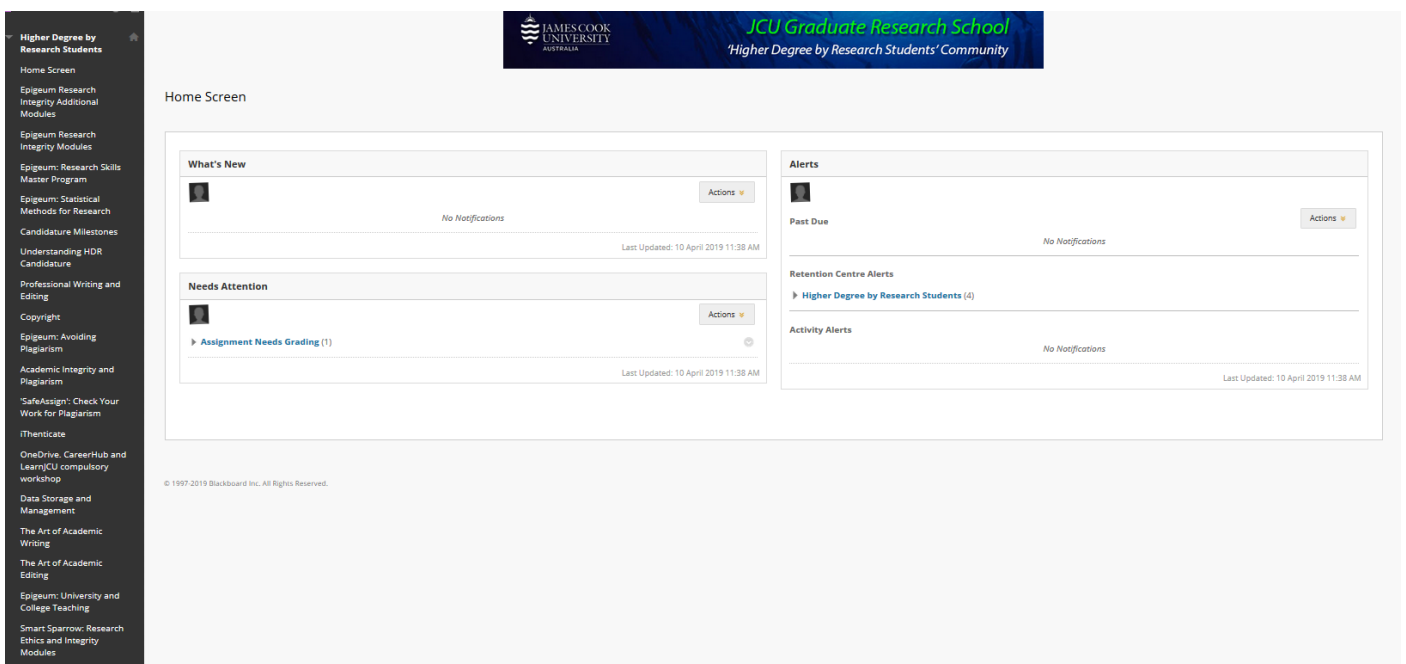 Higher Degree by
Research Students
Home Screen
Epigeum Research
Integrity Additional
Modules
Epigeum Research
Integrity Modules
Epigeum: Research Skills
Master Program
Epigeum: Statistical
Methods for Research
Candidature Milestones
Understanding HDR
Candidature
Professional Writing and
Editing
Copyright
Epigeum: Avoiding
Plagiarism
Academic Integrity and
Plagiarism
'SafeAssign': Check Your
Work for Plagiarism
iThenticate
OneDrive, CareerHub and
LearnJCU compulsory
workshop
Data Storage and
Management
The Art of Academic
Writing
The Art of Academic
Editing
Epigeum: University and
College Teaching
Smart Sparrow: Research
Ethics and Integrity
Modules
JAMES COOK
UNIVERSITY
AUSTRALIA
JCU Graduate Research School
'Higher Degree by Research Students' Community
Home Screen
What's New
Actions
No Notifications
Last Updated: 10 April 2019 11:38 AM
Needs Attention
Actions
Assignment Needs Grading (1)
Last Updated: 10 April 2019 11:38 AM
Alerts
Actions
Past Due
No Notifications
Retention Centre Alerts
Higher Degree by Research Students (4)
Activity Alerts
No Notifications
Last Updated: 10 April 2019 11:38 AM
© 1997-2019 Blackboard Inc. All Rights Reserved.